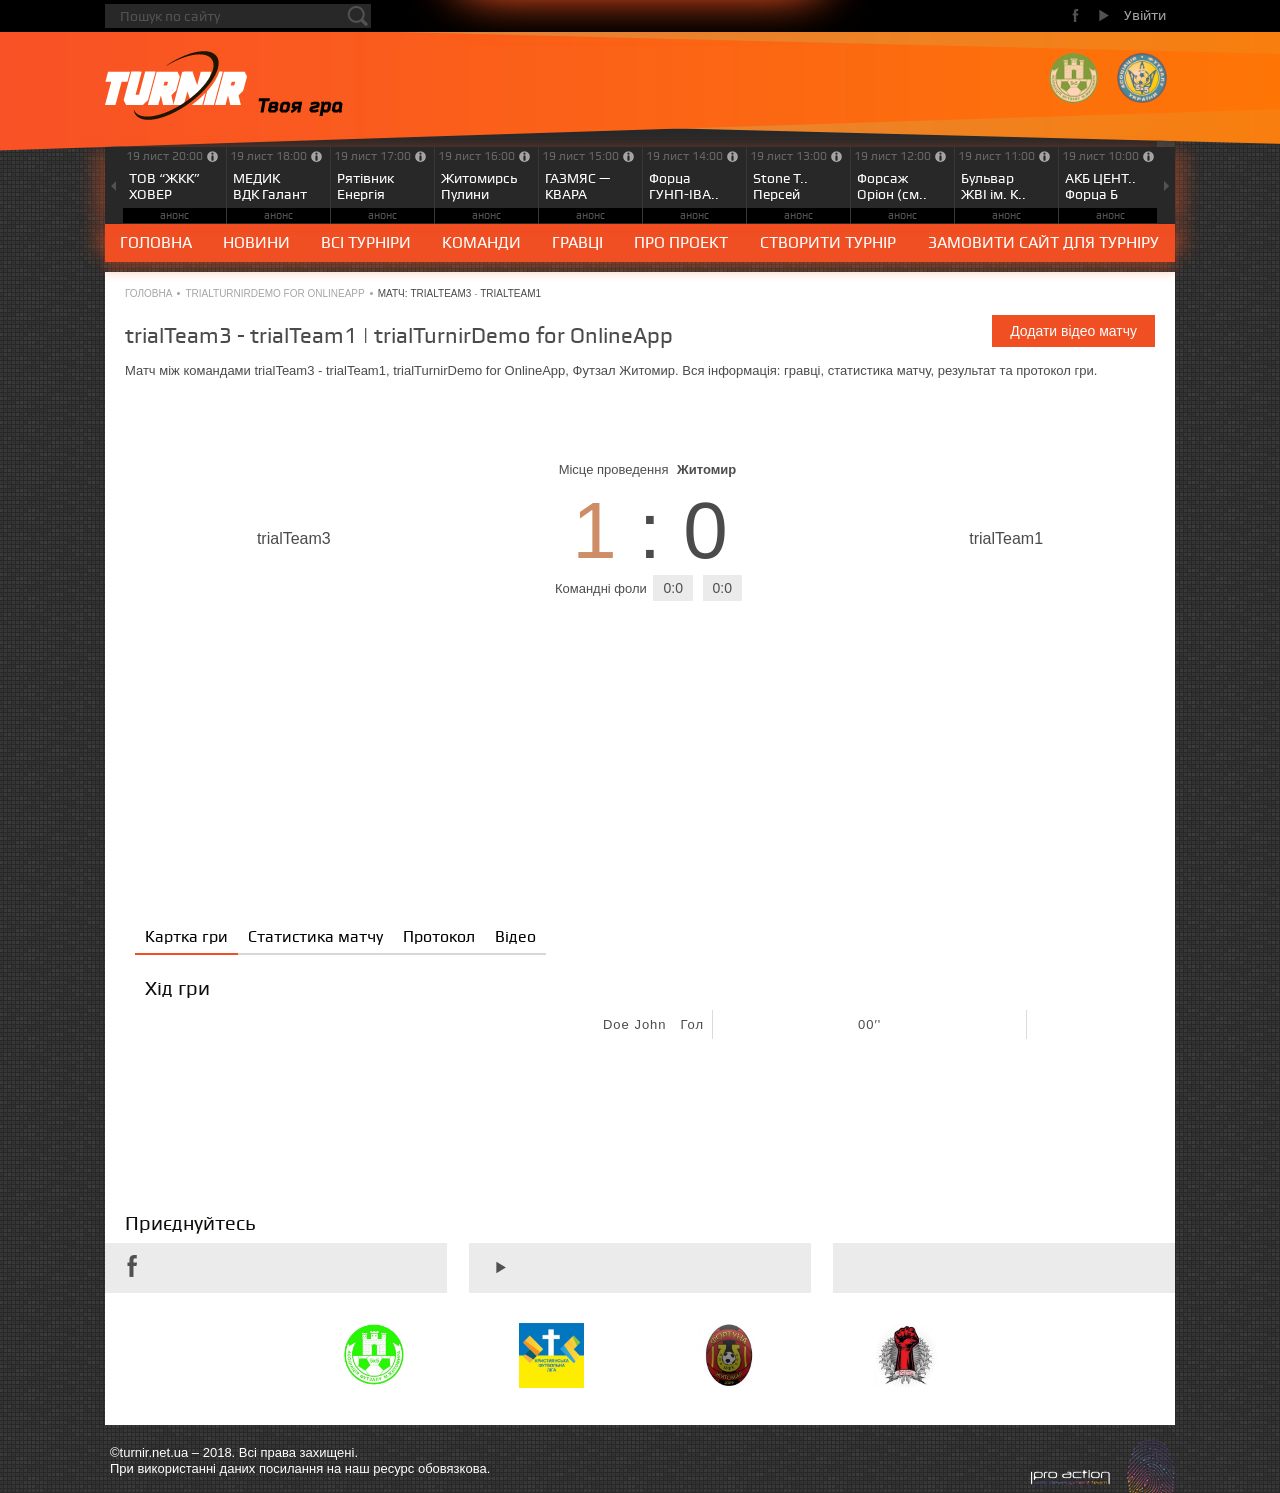 Пошук по сайту
Увійти
TURNIR Твоя гра
19 лист 20:00 19 лист 18:00 19 лист 17:00 19 лист 16:00 19 лист 15:00 19 лист 14:00 19 лист 13:00 19 лист 12:00 19 лист 11:00 19 лист 10:00
ТОВ “ЖКК” МЕДИК Рятівник Житомирсь ГАЗМЯС — Форца Stone T.. Форсаж Бульвар АКБ ЦЕНТ..
ХОВЕР ВДК Галант Енергія Пулини КВАРА ГУНП-ІВА.. Персей Оріон (см.. ЖВІ ім. К.. Форца Б
анонс анонс анонс анонс анонс анонс анонс анонс анонс анонс
ГОЛОВНА НОВИНИ ВСІ ТУРНІРИ КОМАНДИ ГРАВЦІ ПРО ПРОЕКТ СТВОРИТИ ТУРНІР ЗАМОВИТИ САЙТ ДЛЯ ТУРНІРУ
ГОЛОВНА • TRIALTURNIRDEMO FOR ONLINEAPP • МАТЧ: TRIALTEAM3 - TRIALTEAM1
trialTeam3 - trialTeam1 | trialTurnirDemo for OnlineApp
Додати відео матчу
Матч між командами trialTeam3 - trialTeam1, trialTurnirDemo for OnlineApp, Футзал Житомир. Вся інформація: гравці, статистика матчу, результат та протокол гри.
Місце проведення Житомир
trialTeam3 1 : 0 trialTeam1
Командні фоли 0:0 0:0
Картка гри Статистика матчу Протокол Відео
Хід гри
Doe John Гол 00''
Приєднуйтесь
©turnir.net.ua – 2018. Всі права захищені.
При використанні даних посилання на наш ресурс обовязкова.
pro action